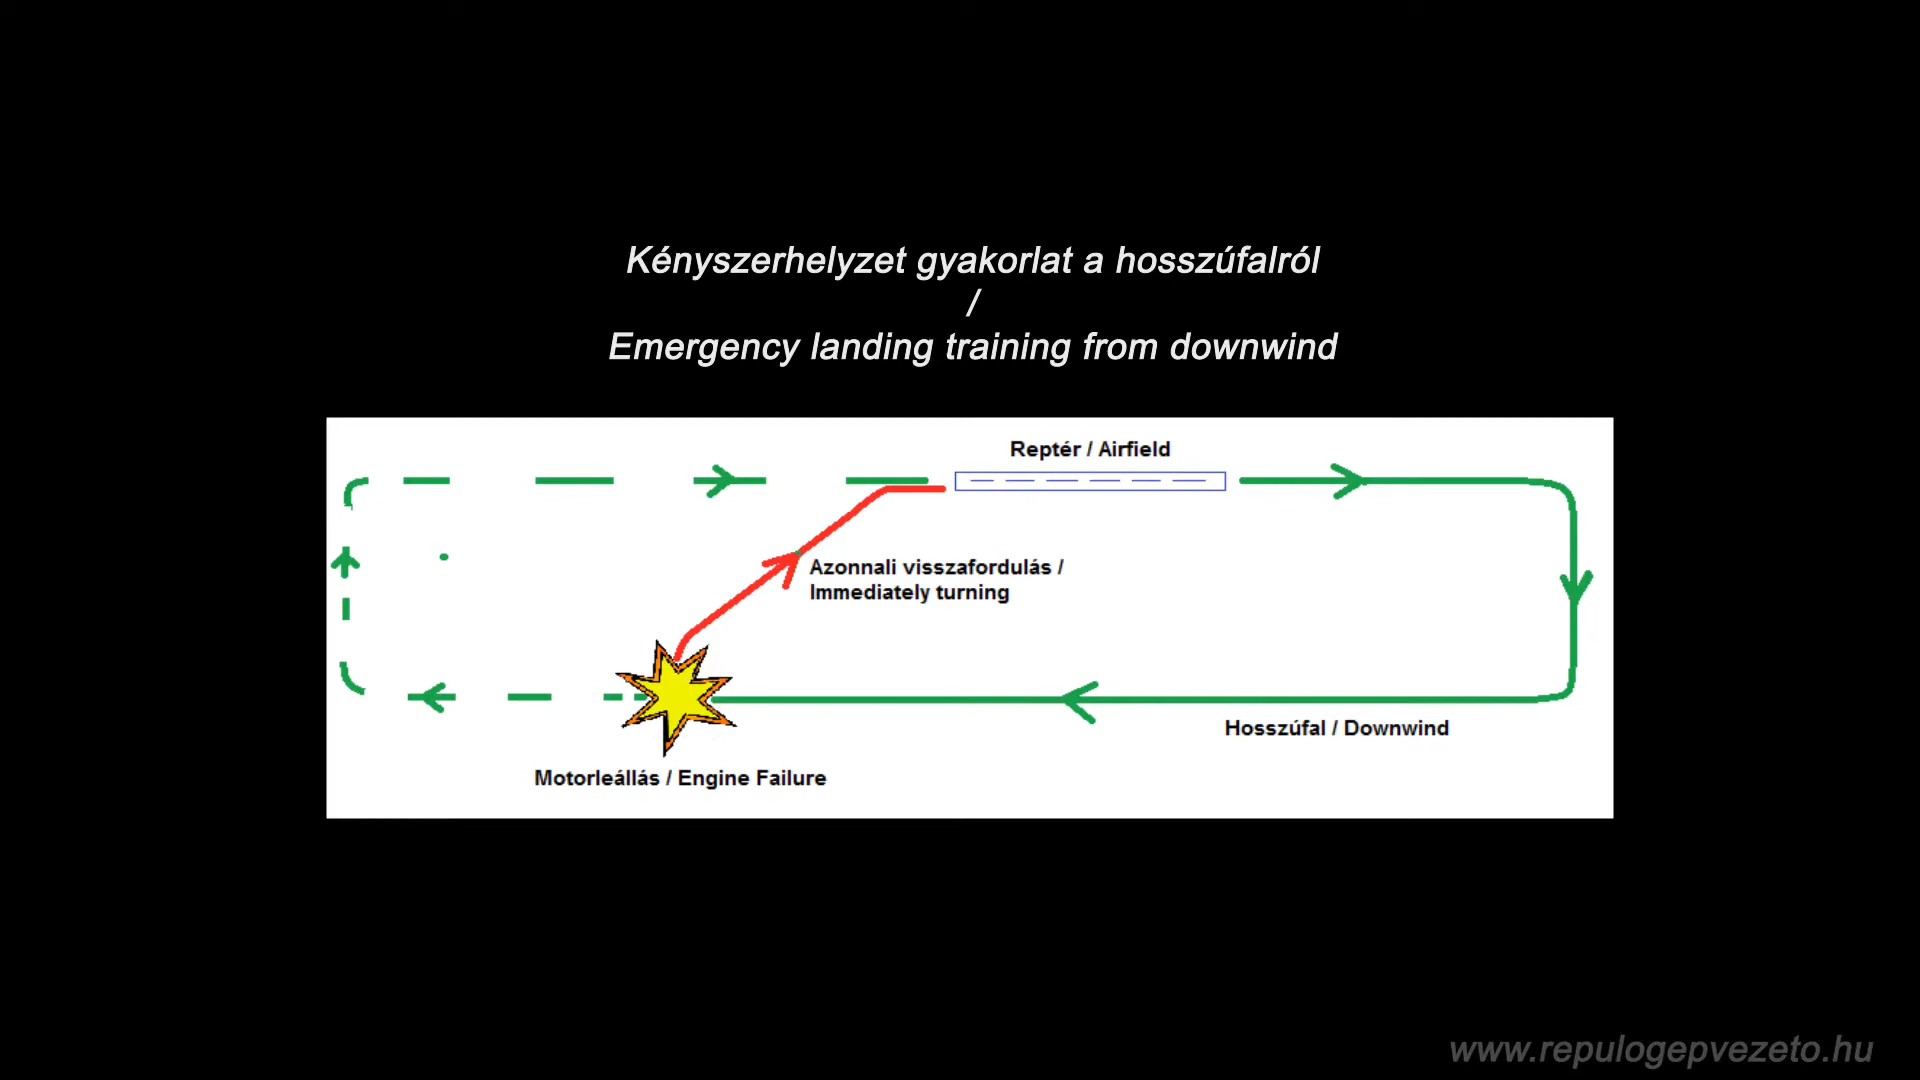 Kényszerhelyzet gyakorlat a hosszúfalról
/
Emergency landing training from downwind
Reptér / Airfield
Azonnali visszafordulás /
Immediately turning
Hosszúfal / Downwind
Motorleállás / Engine Failure
www.repulogepvezeto.hu